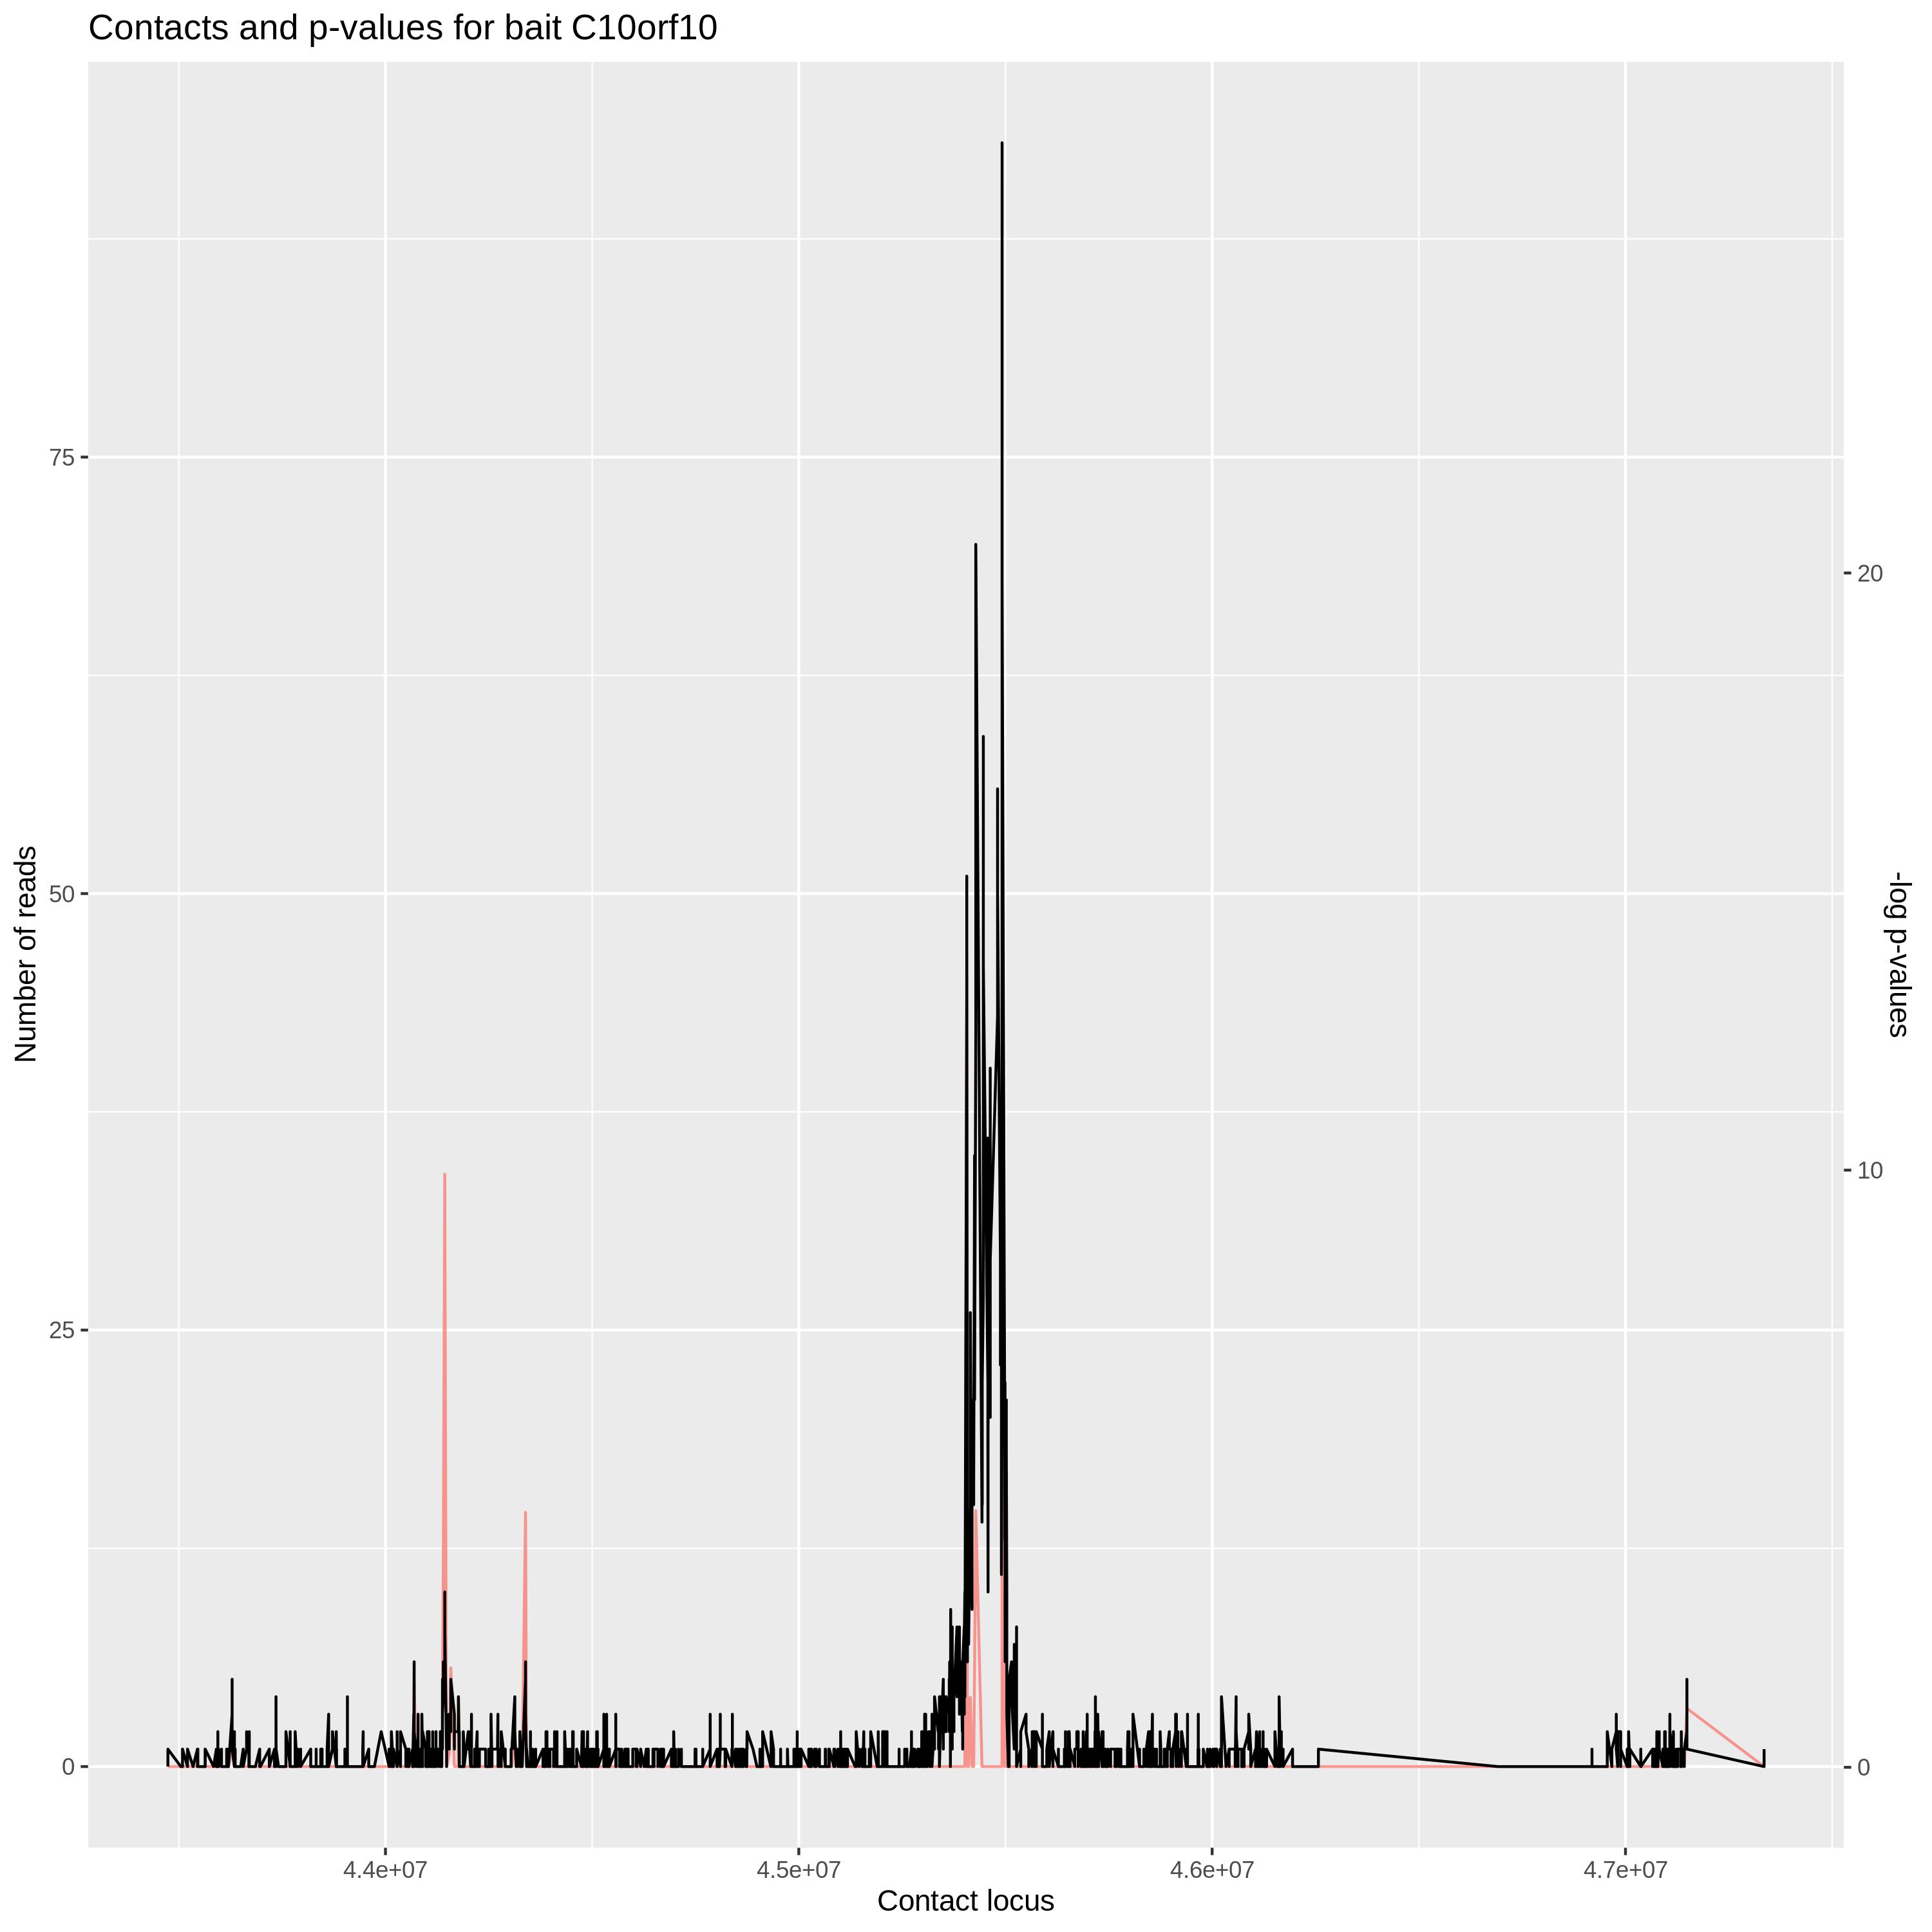 Contacts and p-values for bait C10orf10
75
50
25
0
Number of reads
20
10
0
-log p-values
4.4e+07
4.5e+07
4.6e+07
4.7e+07
Contact locus